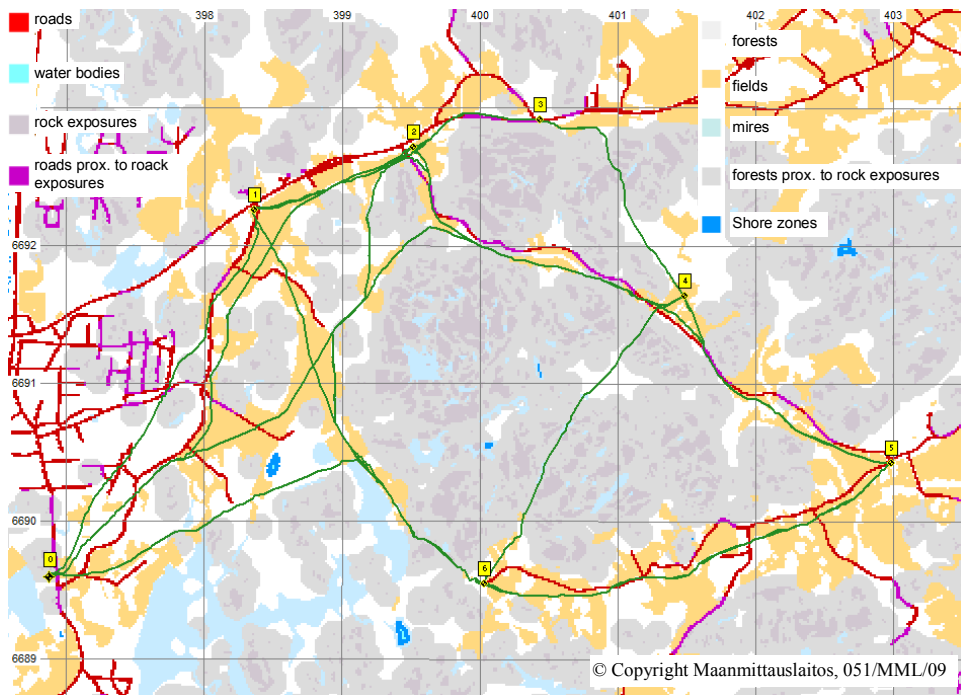 398 399 400 401 402 403
roads
water bodies
rock exposures
roads prox. to roack
exposures
forests
fields
mires
forests prox. to rock exposures
Shore zones
3
2
1
6692
4
6691
5
6690
0
6
6689
© Copyright Maanmittauslaitos, 051/MML/09